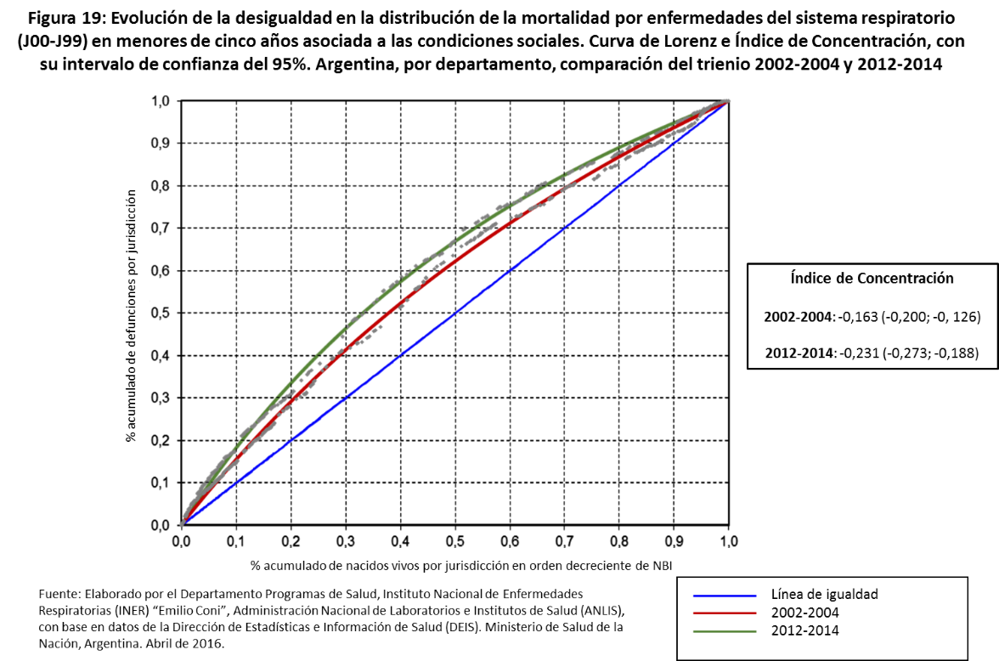 Figura 19: Evolución de la desigualdad en la distribución de la mortalidad por enfermedades del sistema respiratorio
(J00-J99) en menores de cinco años asociada a las condiciones sociales. Curva de Lorenz e Índice de Concentración, con
su intervalo de confianza del 95%. Argentina, por departamento, comparación del trienio 2002-2004 y 2012-2014
% acumulado de defunciones por jurisdicción
1,0
0,9
0,8
0,7
0,6
0,5
0,4
0,3
0,2
0,1
0,0
0,0 0,1 0,2 0,3 0,4 0,5 0,6 0,7 0,8 0,9 1,0
% acumulado de nacidos vivos por jurisdicción en orden decreciente de NBI
Índice de Concentración
2002-2004: -0,163 (-0,200; -0, 126)
2012-2014: -0,231 (-0,273; -0,188)
Fuente: Elaborado por el Departamento Programas de Salud, Instituto Nacional de Enfermedades
Respiratorias (INER) “Emilio Coni”, Administración Nacional de Laboratorios e Institutos de Salud (ANLIS),
con base en datos de la Dirección de Estadísticas e Información de Salud (DEIS). Ministerio de Salud de la
Nación, Argentina. Abril de 2016.
Línea de igualdad
2002-2004
2012-2014